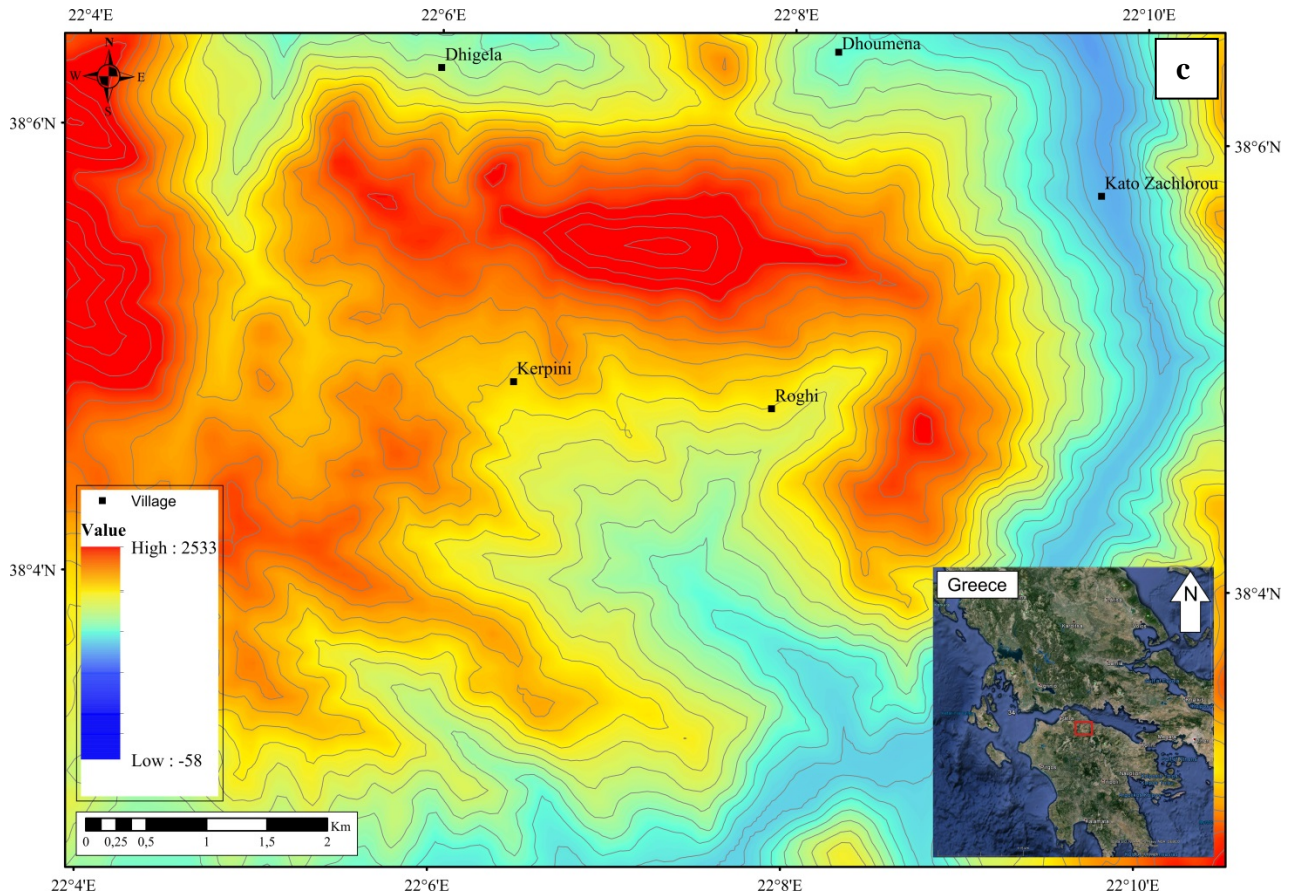 22°4'E
22°6'E
22°8'E
22°10'E
N
W
E
S
c
Dhigela
Dhoumena
38°6'N
38°6'N
Kato Zachlorou
Kerpini
Roghi
Village
Value
High : 2533
Low : -58
38°4'N
38°4'N
Greece
N
Km
0
0,25
0,5
1
1,5
2
22°4'E
22°6'E
22°8'E
22°10'E